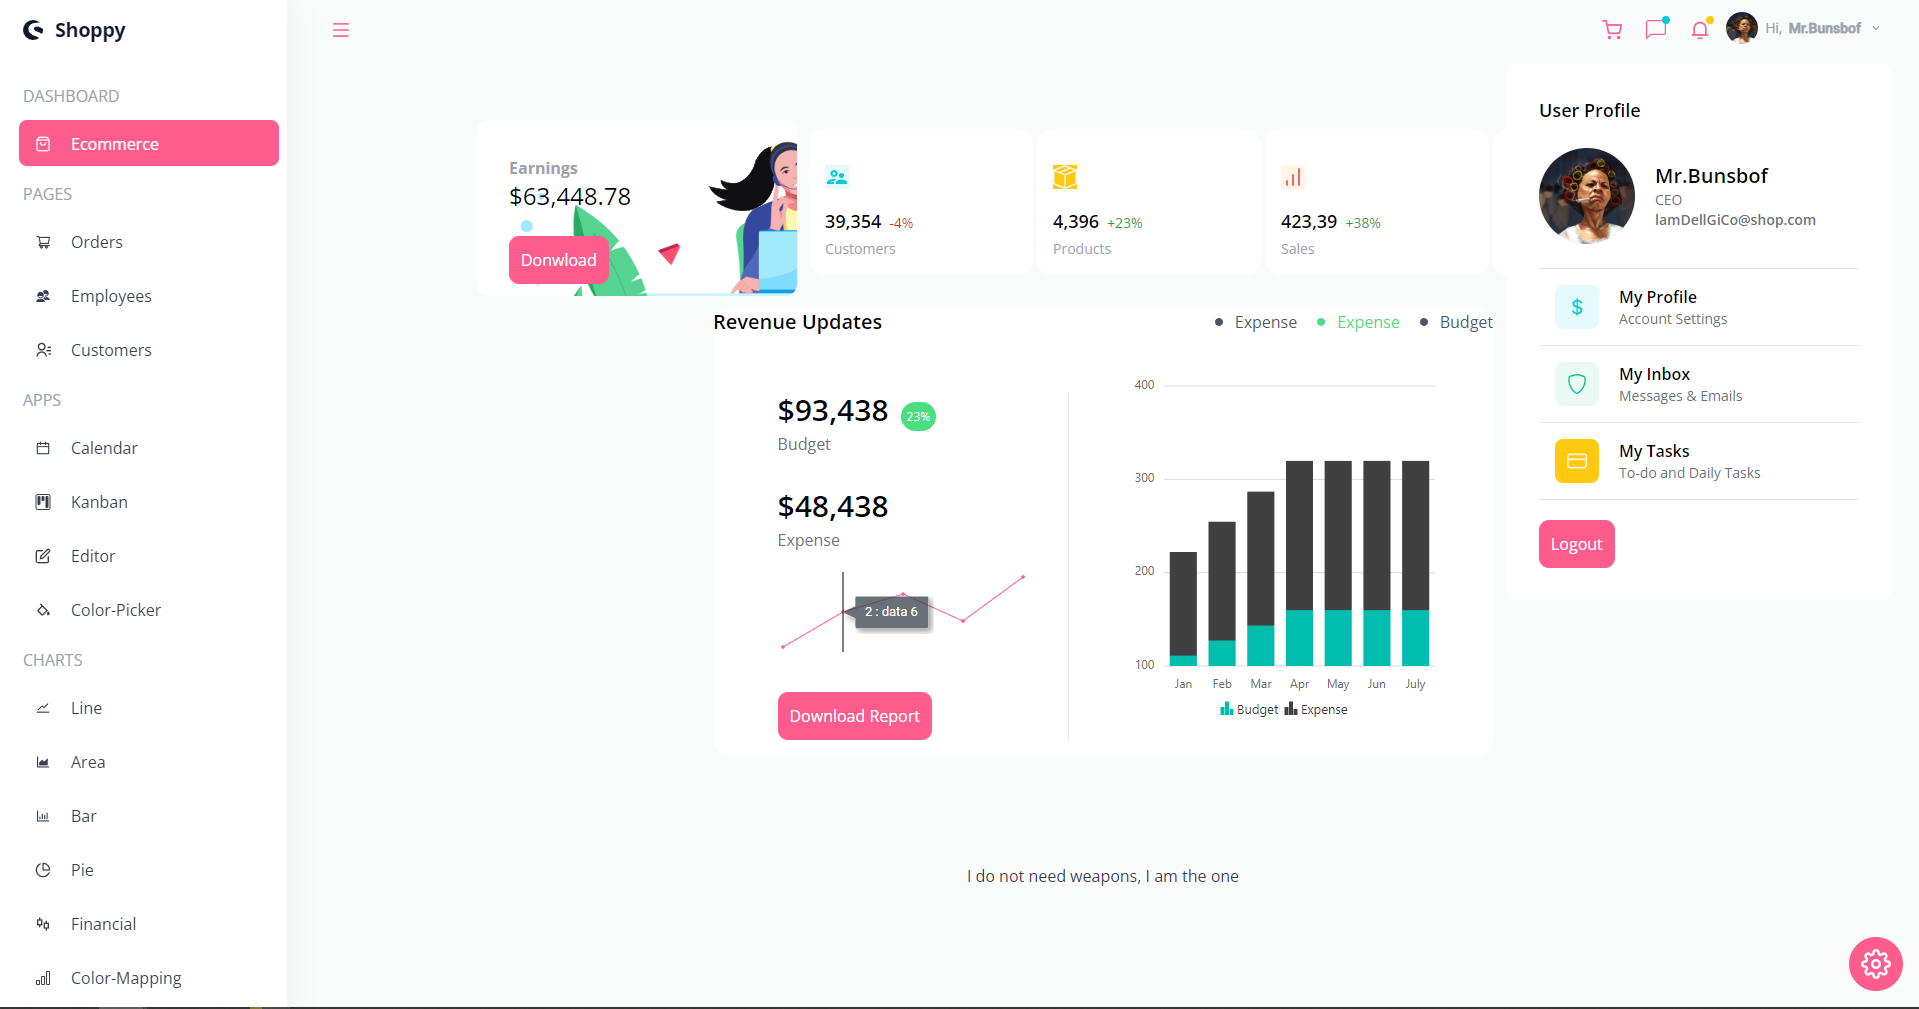 Shoppy
DASHBOARD
Ecommerce
PAGES
Orders
Employees
Customers
APPS
Calendar
Kanban
Editor
Color-Picker
CHARTS
Line
Area
Bar
Pie
Financial
Color-Mapping
Hi, Mr.Bunsbof
Earnings
$63,448.78
Donwload
39,354 -4%
Customers
4,396 +23%
Products
423,39 +38%
Sales
Revenue Updates
Expense
Expense
Budget
$93,438 23%
Budget
$48,438
Expense
2 : data 6
Download Report
400
300
200
100
Jan Feb Mar Apr May Jun July
Budget Expense
User Profile
Mr.Bunsbof
CEO
IamDellGiCo@shop.com
My Profile
Account Settings
My Inbox
Messages & Emails
My Tasks
To-do and Daily Tasks
Logout
I do not need weapons, I am the one